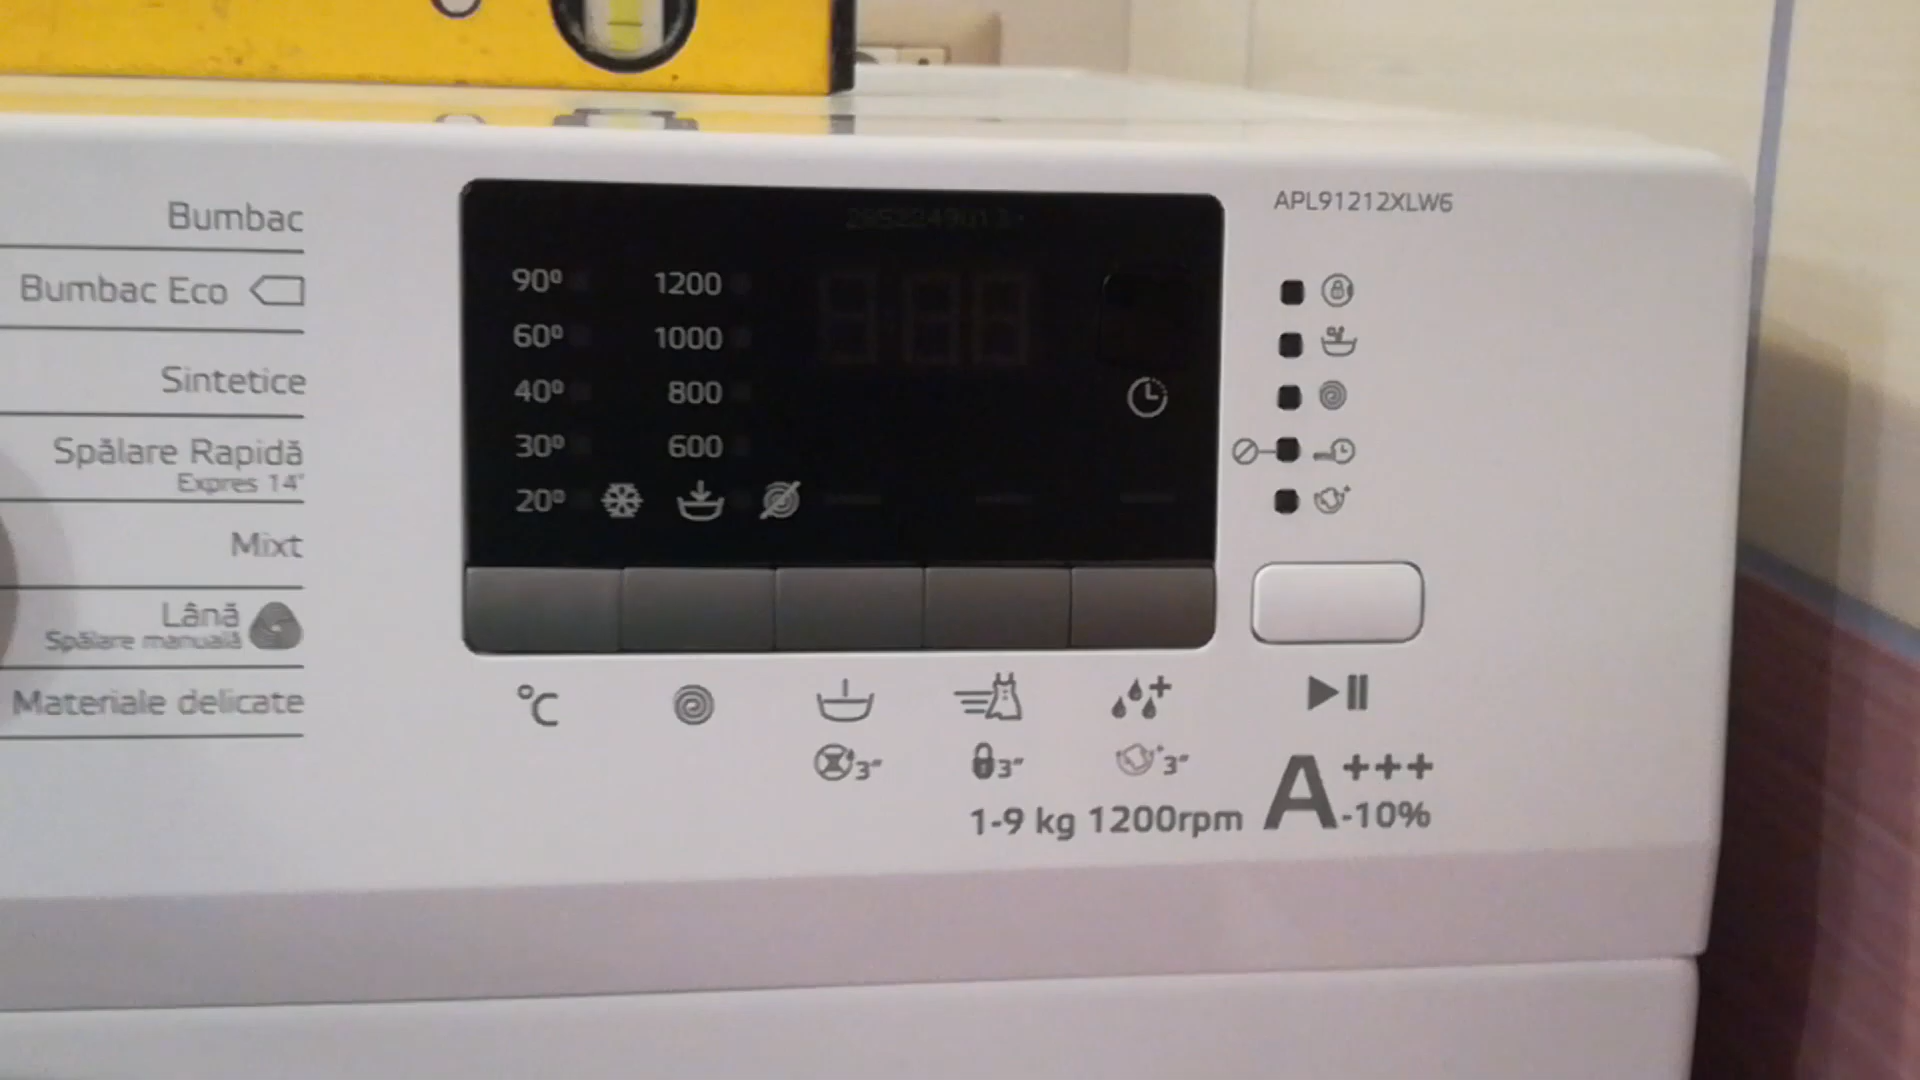 Bumbac
Bumbac Eco
Sintetice
Spălare Rapidă
Expres 14'
Mixt
Lână
Spălare manuală
Materiale delicate
90º 1200
60º 1000
40º 800
30º 600
20º
APL91212XLW6
ºC
3"
3"
3"
1-9 kg 1200rpm A+++
-10%